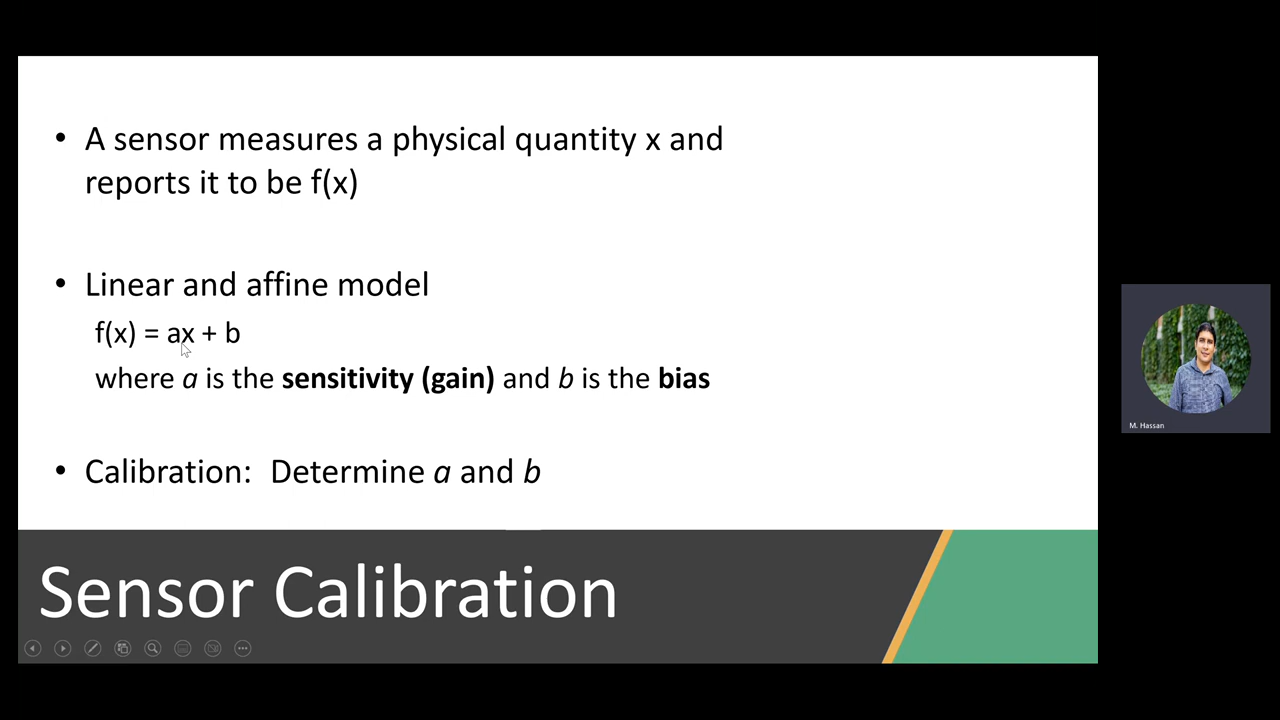 • A sensor measures a physical quantity x and
reports it to be f(x)
• Linear and affine model
f(x) = ax + b
where a is the sensitivity (gain) and b is the bias
• Calibration: Determine a and b
Sensor Calibration
M. Hassan